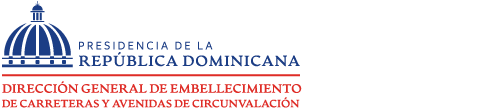 PRESIDENCIA DE LA
REPÚBLICA DOMINICANA
DIRECCIÓN GENERAL DE EMBELLECIMIENTO
DE CARRETERAS Y AVENIDAS DE CIRCUNVALACIÓN